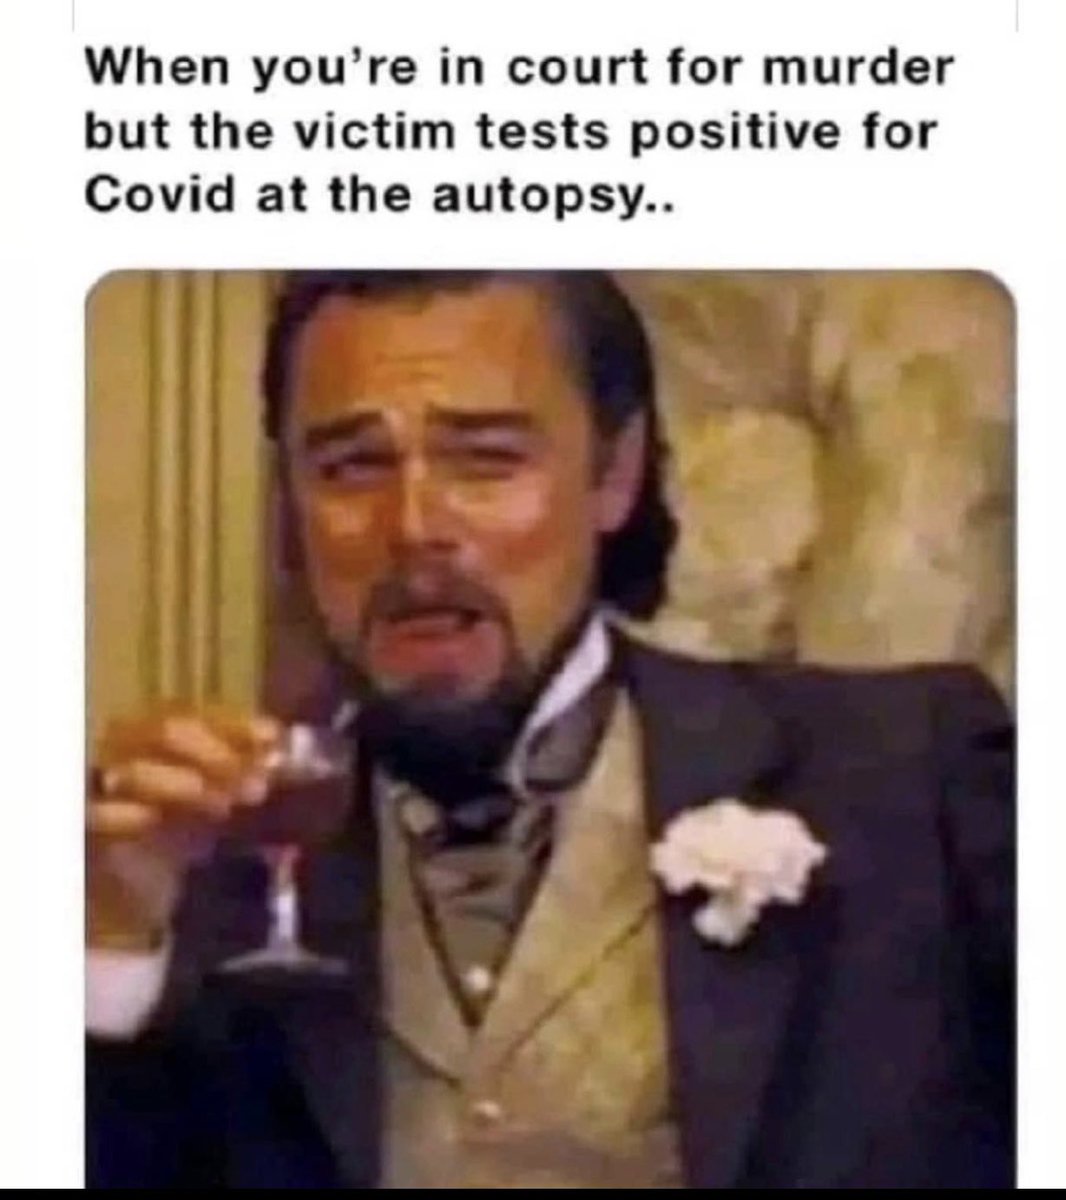 When you’re in court for murder
but the victim tests positive for
Covid at the autopsy..